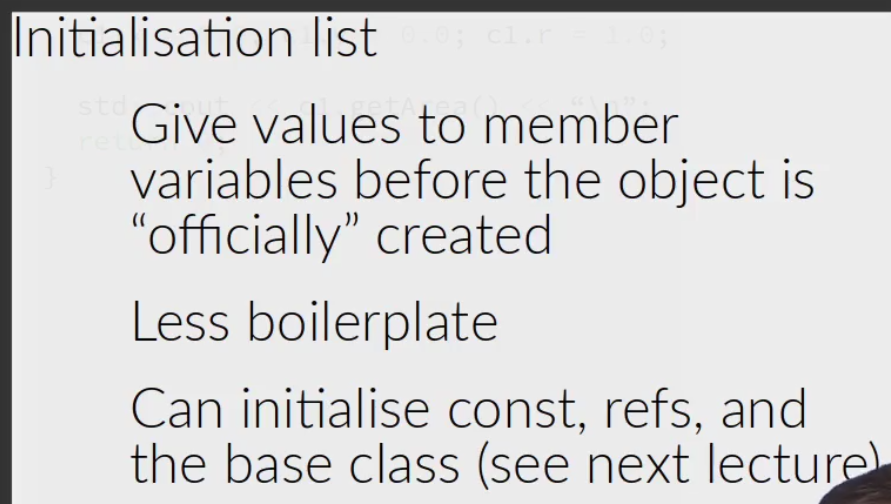 Initialisation list
Give values to member
variables before the object is
“officially” created
Less boilerplate
Can initialise const, refs, and
the base class (see next lecture)